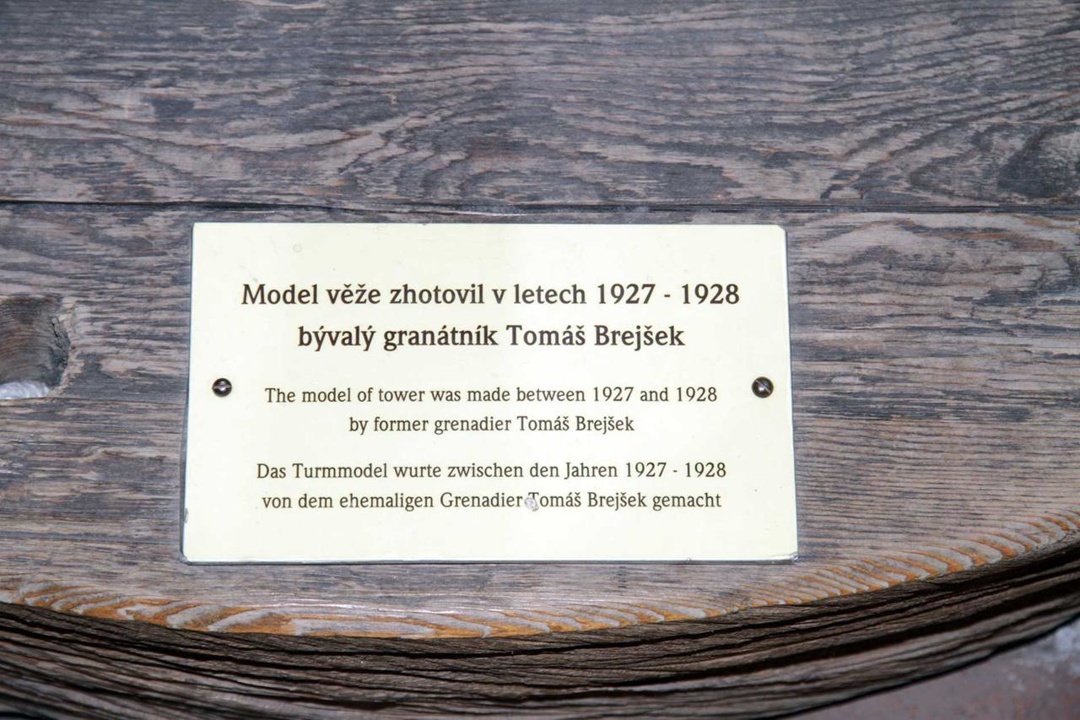 Model věže zhotovil v letech 1927 - 1928
bývalý granátník Tomáš Brejšek
The model of tower was made between 1927 and 1928
by former grenadier Tomáš Brejšek
Das Turmmodel wurte zwischen den Jahren 1927 - 1928
von dem ehemaligen Grenadier Tomáš Brejšek gemacht